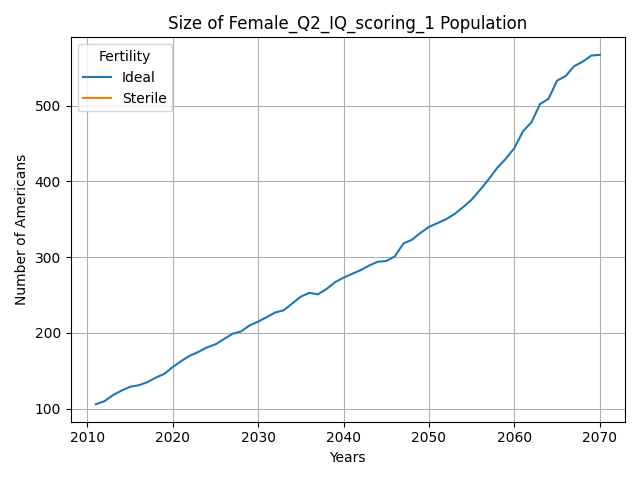 Size of Female_Q2_IQ_scoring_1 Population
Fertility
Ideal
Sterile
Number of Americans
500
400
300
200
100
2010 2020 2030 2040 2050 2060 2070
Years